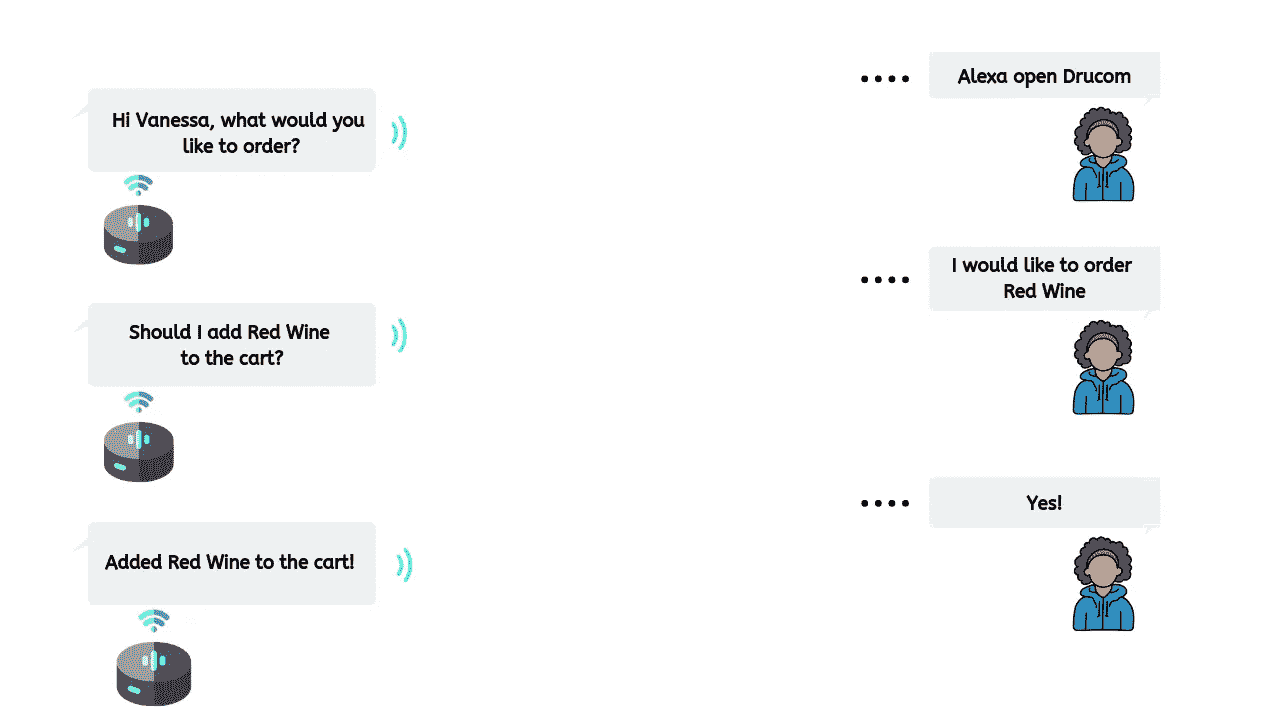 Alexa open Drucom
Hi Vanessa, what would you
like to order?
I would like to order
Red Wine
Should I add Red Wine
to the cart?
Yes!
Added Red Wine to the cart!